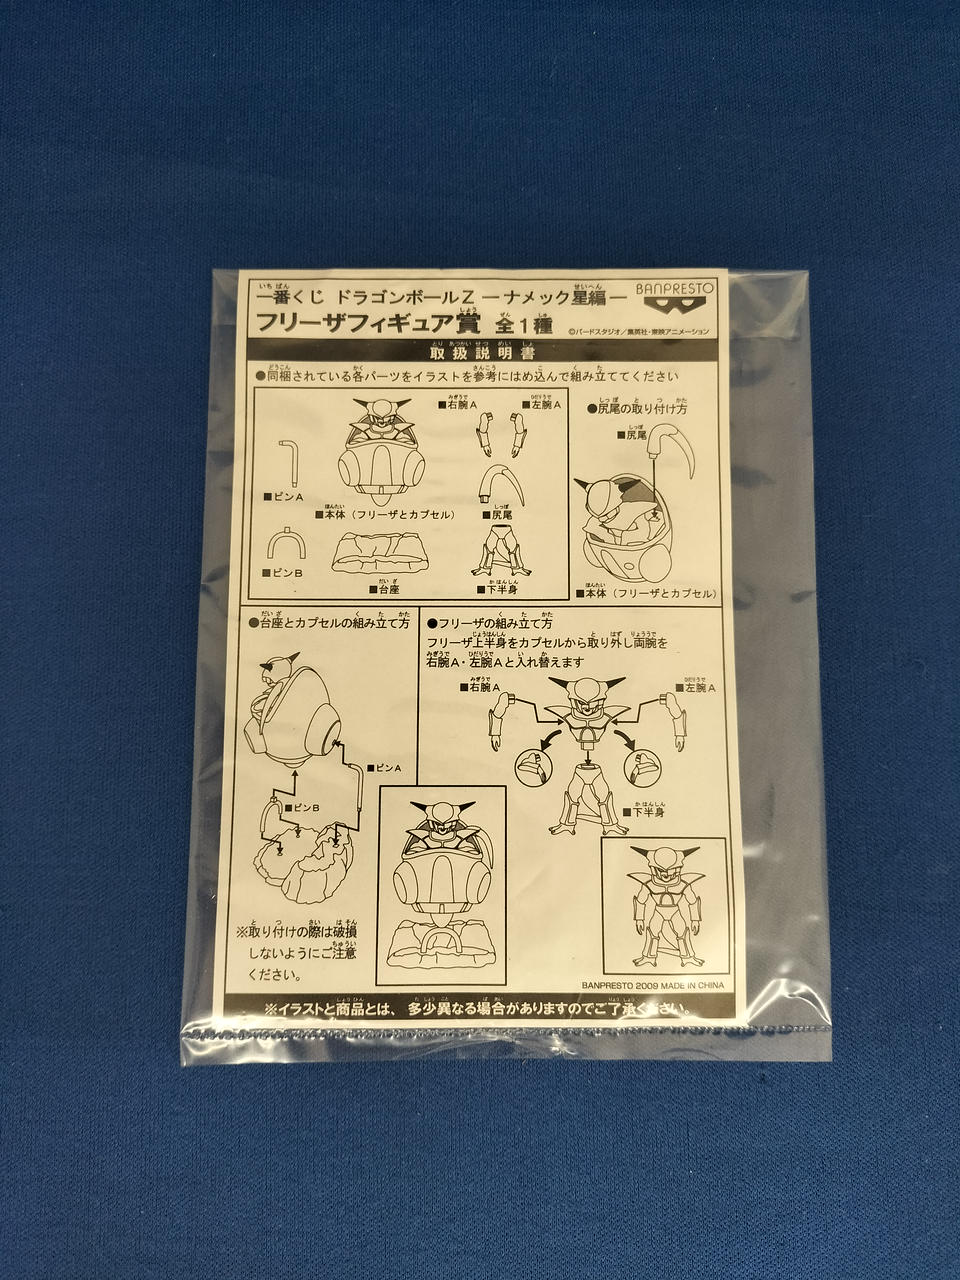 一番くじ ドラゴンボールZ ーナメック星編ー
BANPRESTO
フリーザフィギュア賞 全1種
©バードスタジオ／集英社・東映アニメーション
取扱説明書
●同梱されている各パーツをイラストを参考にはめ込んで組み立ててください
■右腕A
■左腕A
■ピンA
■本体（フリーザとカプセル）
■尻尾
■ピンB
■台座
■下半身
●尻尾の取り付け方
■尻尾
■本体（フリーザとカプセル）
●台座とカプセルの組み立て方
■ピンA
■ピンB
※取り付けの際は破損
しないようにご注意
ください。
●フリーザの組み立て方
フリーザ上半身をカプセルから取り外し両腕を
右腕A・左腕Aと入れ替えます
■右腕A
■左腕A
■下半身
BANPRESTO 2009 MADE IN CHINA
※イラストと商品とは、多少異なる場合がありますのでご了承ください。